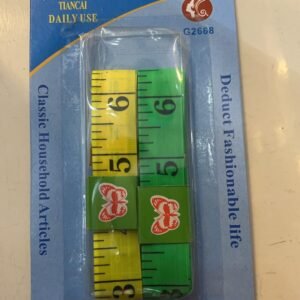 TIANCAI
DAILY USE
G2668
Classic Household Articles
Deduct Fashionable life
6
6
5
5
3
3